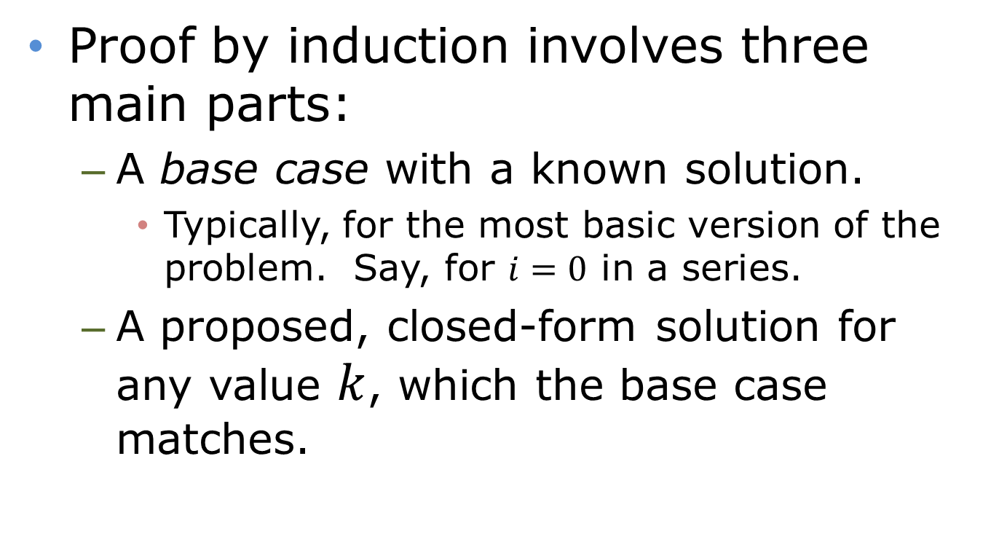 • Proof by induction involves three
main parts:
– A base case with a known solution.
• Typically, for the most basic version of the
problem.  Say, for i = 0 in a series.
– A proposed, closed-form solution for
any value k, which the base case
matches.